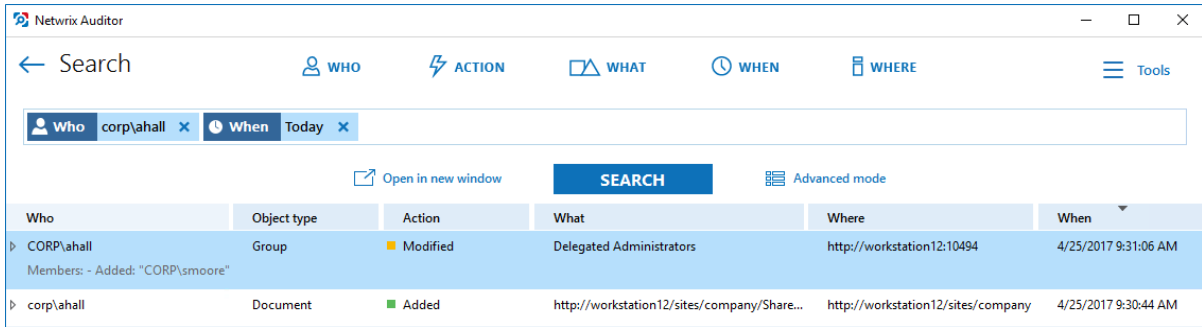 Netwrix Auditor
Search WHO ACTION WHAT WHEN WHERE Tools
Who corp\ahall When Today
Open in new window SEARCH Advanced mode
Who Object type Action What Where When
CORP\ahall Group Modified Delegated Administrators http://workstation12:10494 4/25/2017 9:31:06 AM
Members: - Added: "CORP\smoore"
corp\ahall Document Added http://workstation12/sites/company/Share... http://workstation12/sites/company 4/25/2017 9:30:44 AM